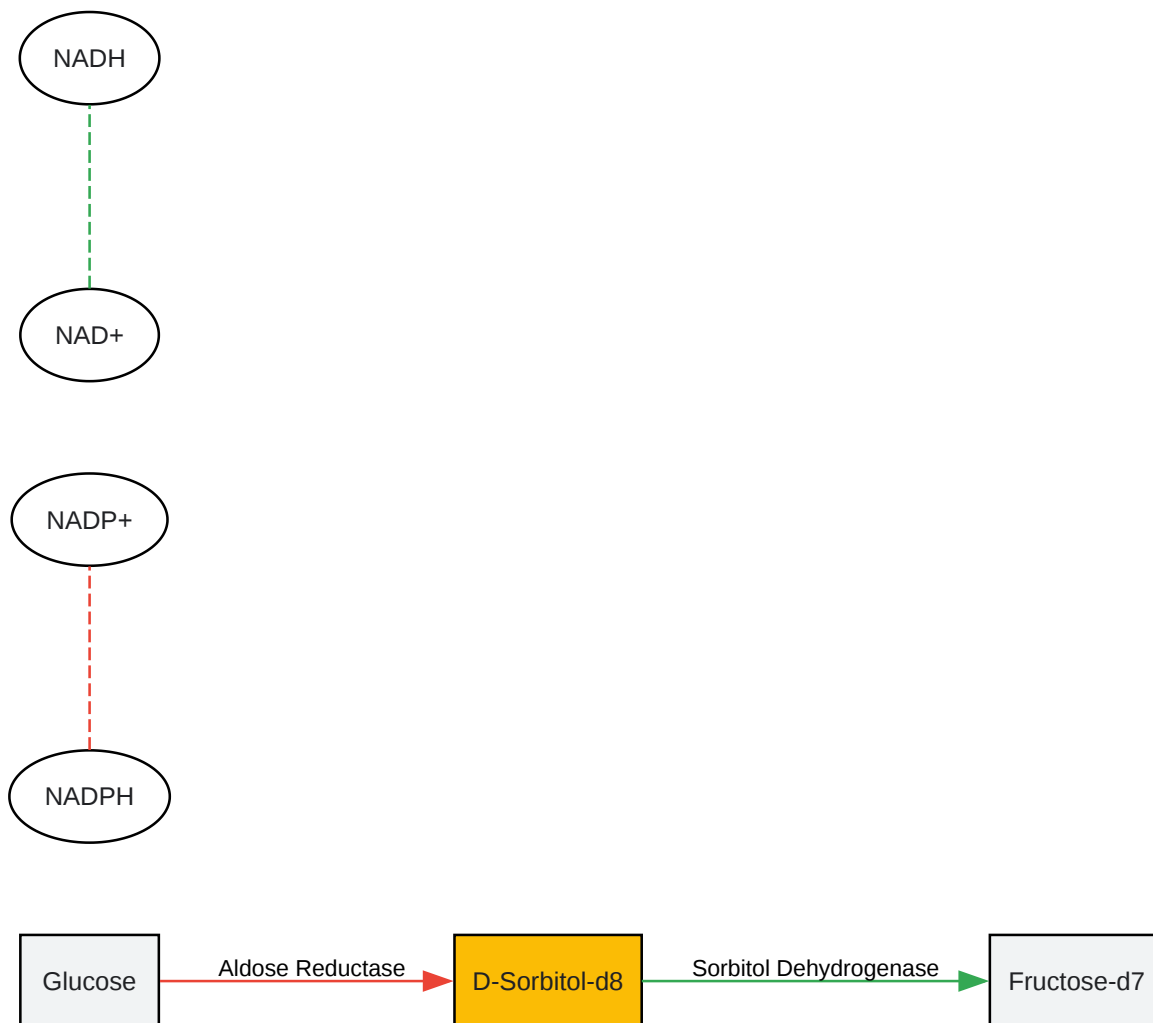 NADH
NAD+
NADP+
NADPH
Glucose
Aldose Reductase
D-Sorbitol-d8
Sorbitol Dehydrogenase
Fructose-d7